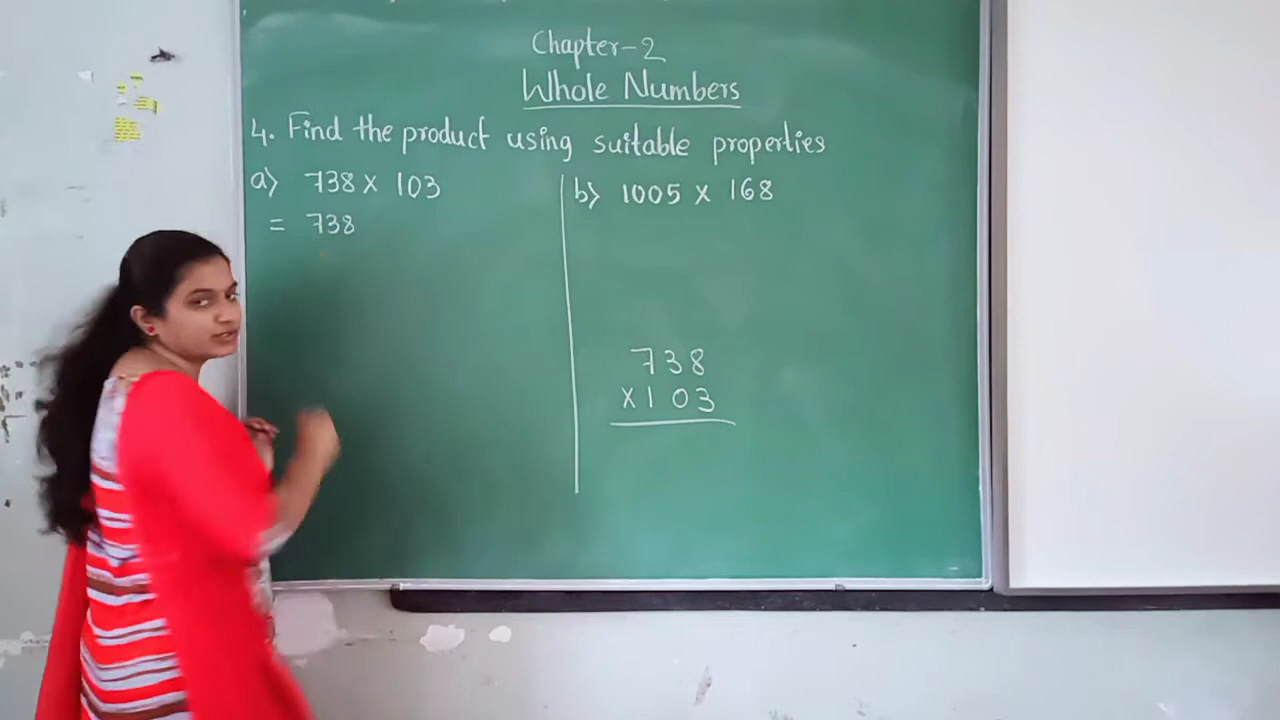 Chapter-2
Whole Numbers
4. Find the product using suitable properties
a) 738 x 103
= 738
b) 1005 x 168
738
x 103